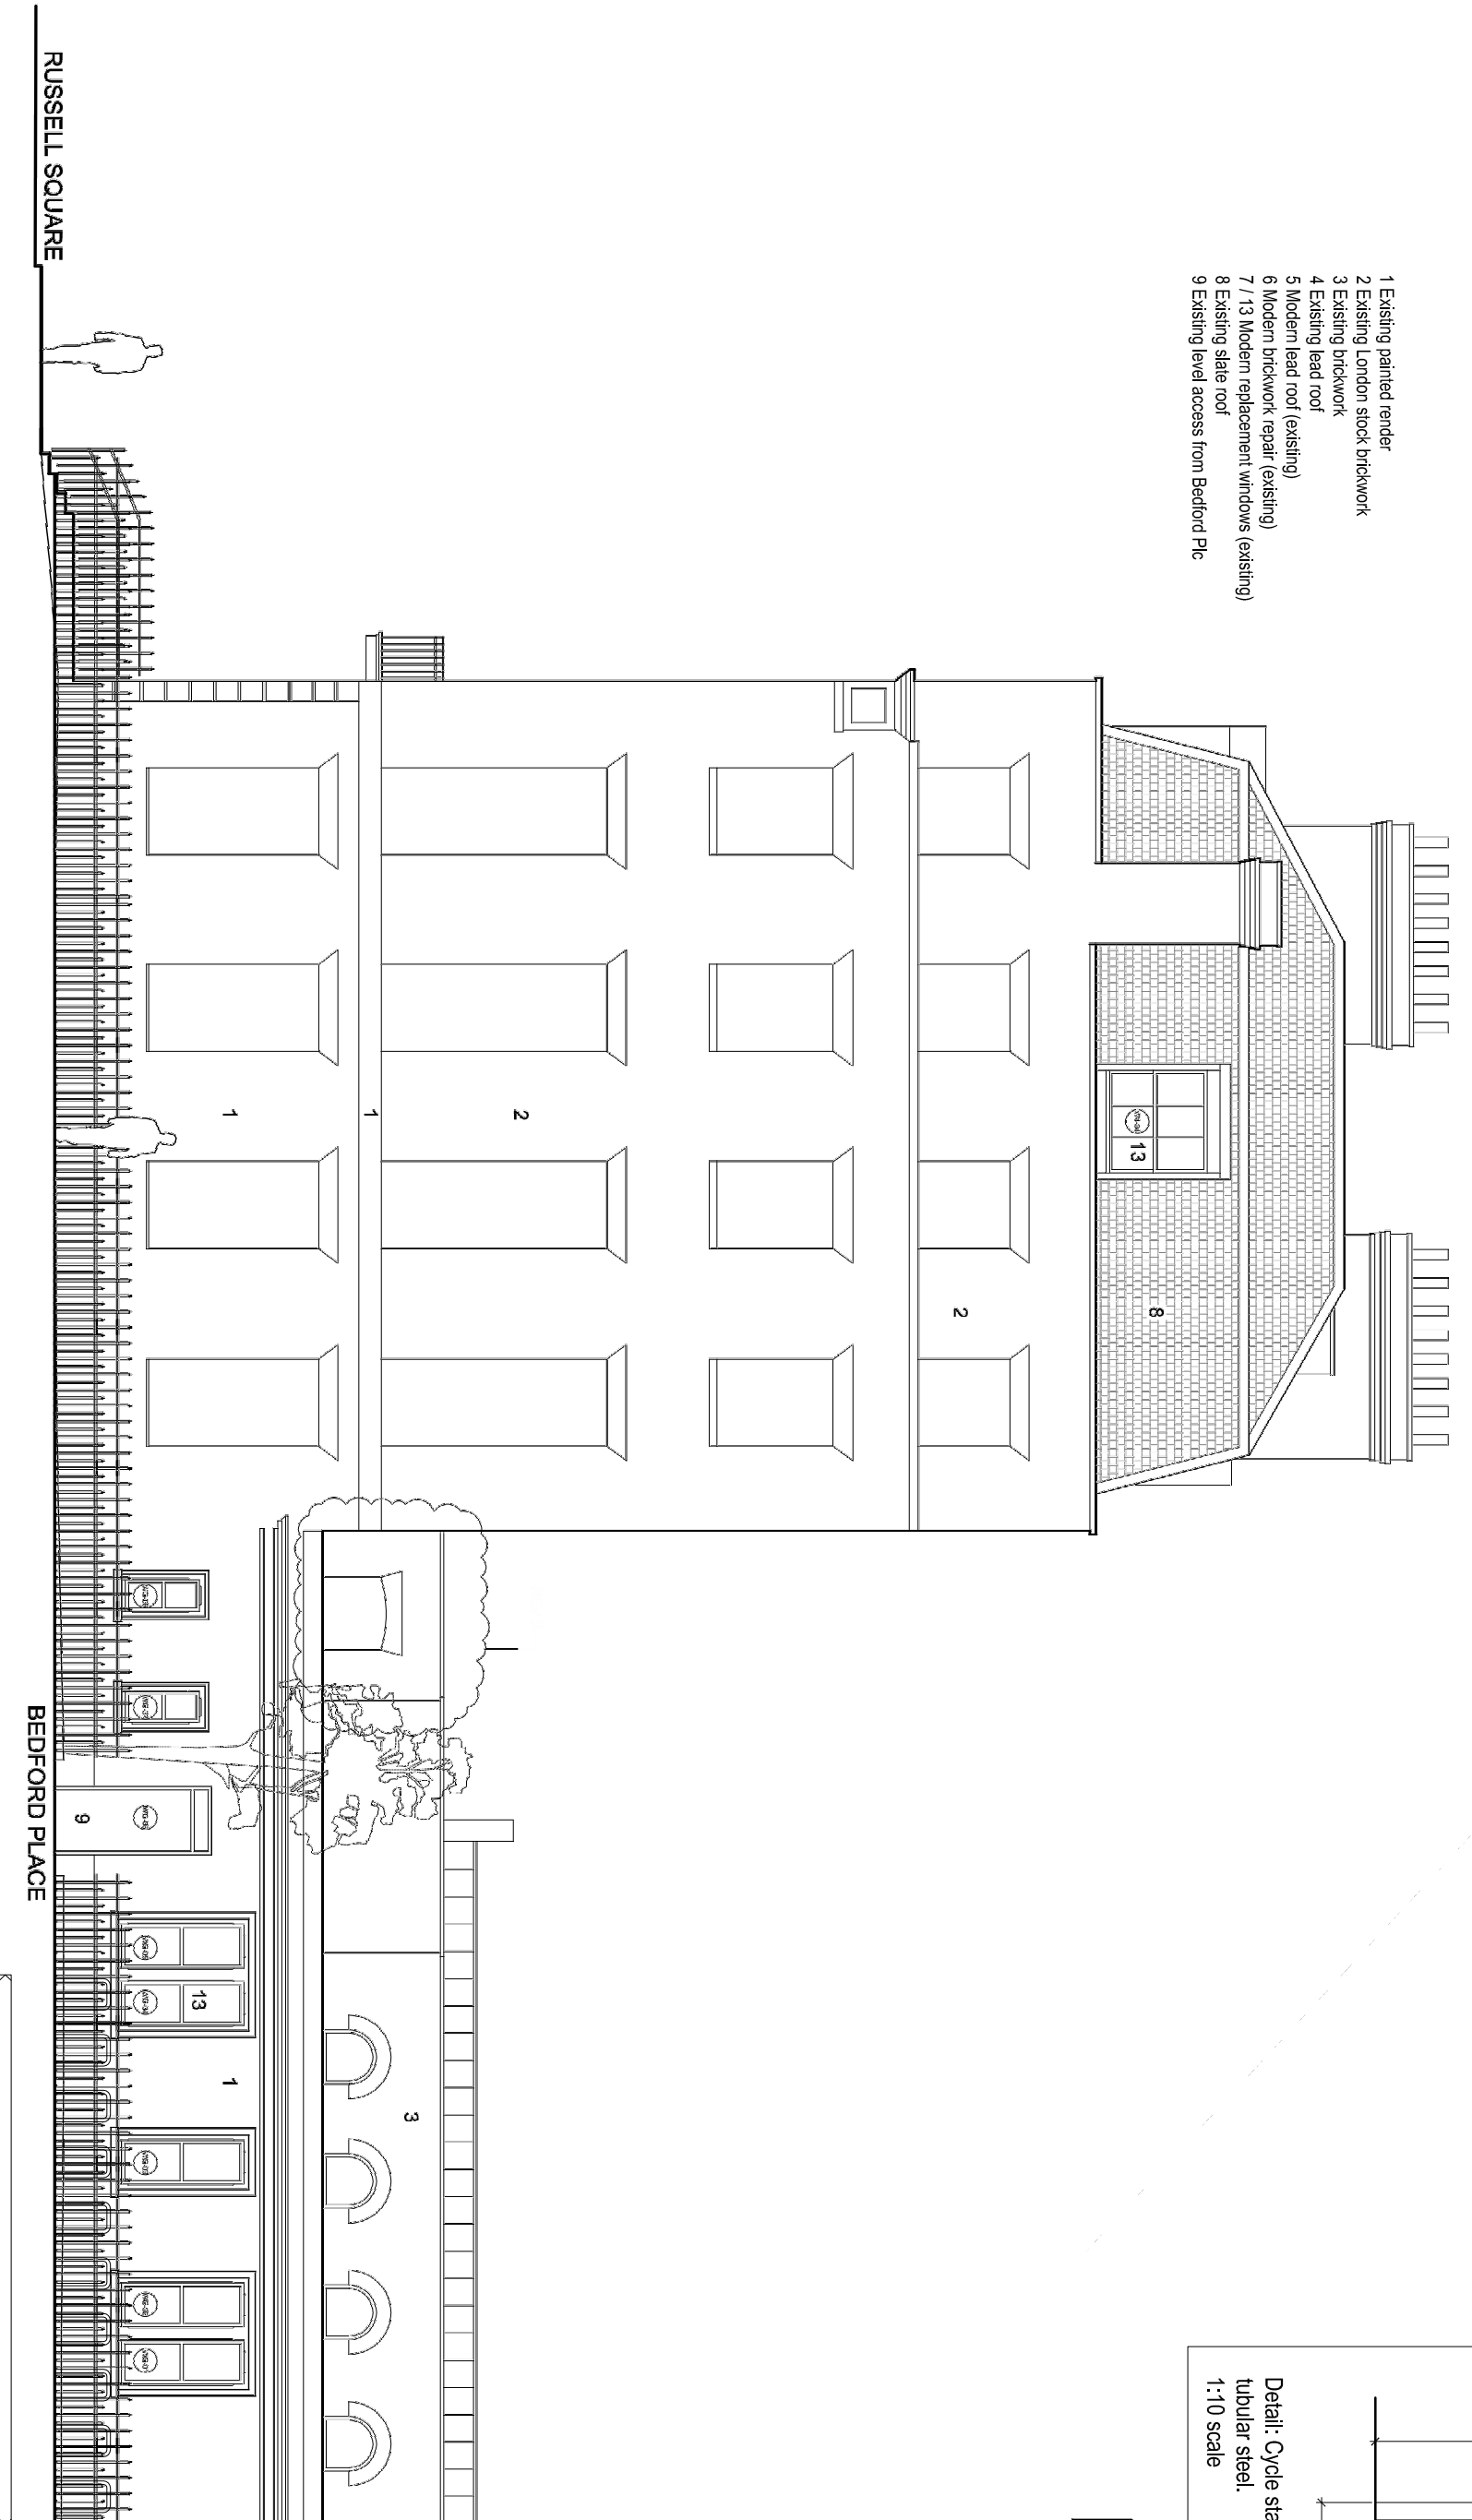 1 Existing painted render
2 Existing London stock brickwork
3 Existing brickwork
4 Existing lead roof
5 Modern lead roof (existing)
6 Modern brickwork repair (existing)
7 / 13 Modern replacement windows (existing)
8 Existing slate roof
9 Existing level access from Bedford Plc
8
13
2
2
1
1
3
1
13
9
RUSSELL SQUARE
BEDFORD PLACE
Detail: Cycle sta
tubular steel.
1:10 scale